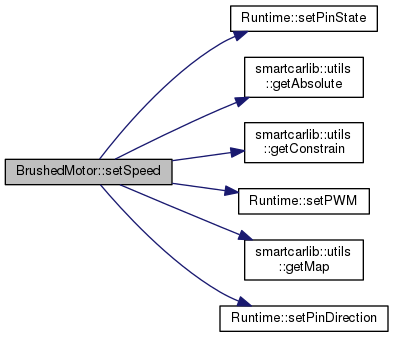 BrushedMotor::setSpeed
Runtime::setPinState
smartcarlib::utils
::getAbsolute
smartcarlib::utils
::getConstrain
Runtime::setPWM
smartcarlib::utils
::getMap
Runtime::setPinDirection